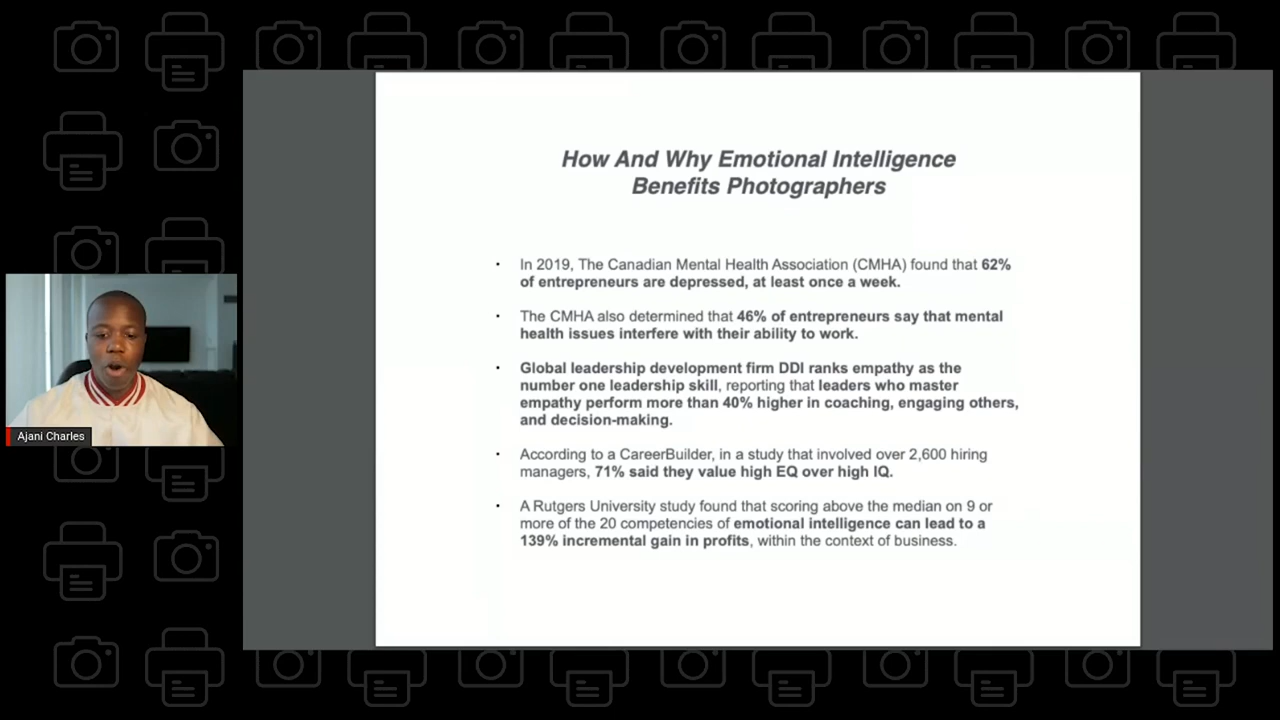 How And Why Emotional Intelligence
Benefits Photographers
• In 2019, The Canadian Mental Health Association (CMHA) found that 62%
of entrepreneurs are depressed, at least once a week.
• The CMHA also determined that 46% of entrepreneurs say that mental
health issues interfere with their ability to work.
• Global leadership development firm DDI ranks empathy as the
number one leadership skill, reporting that leaders who master
empathy perform more than 40% higher in coaching, engaging others,
and decision-making.
• According to a CareerBuilder, in a study that involved over 2,600 hiring
managers, 71% said they value high EQ over high IQ.
• A Rutgers University study found that scoring above the median on 9 or
more of the 20 competencies of emotional intelligence can lead to a
139% incremental gain in profits, within the context of business.
Ajani Charles